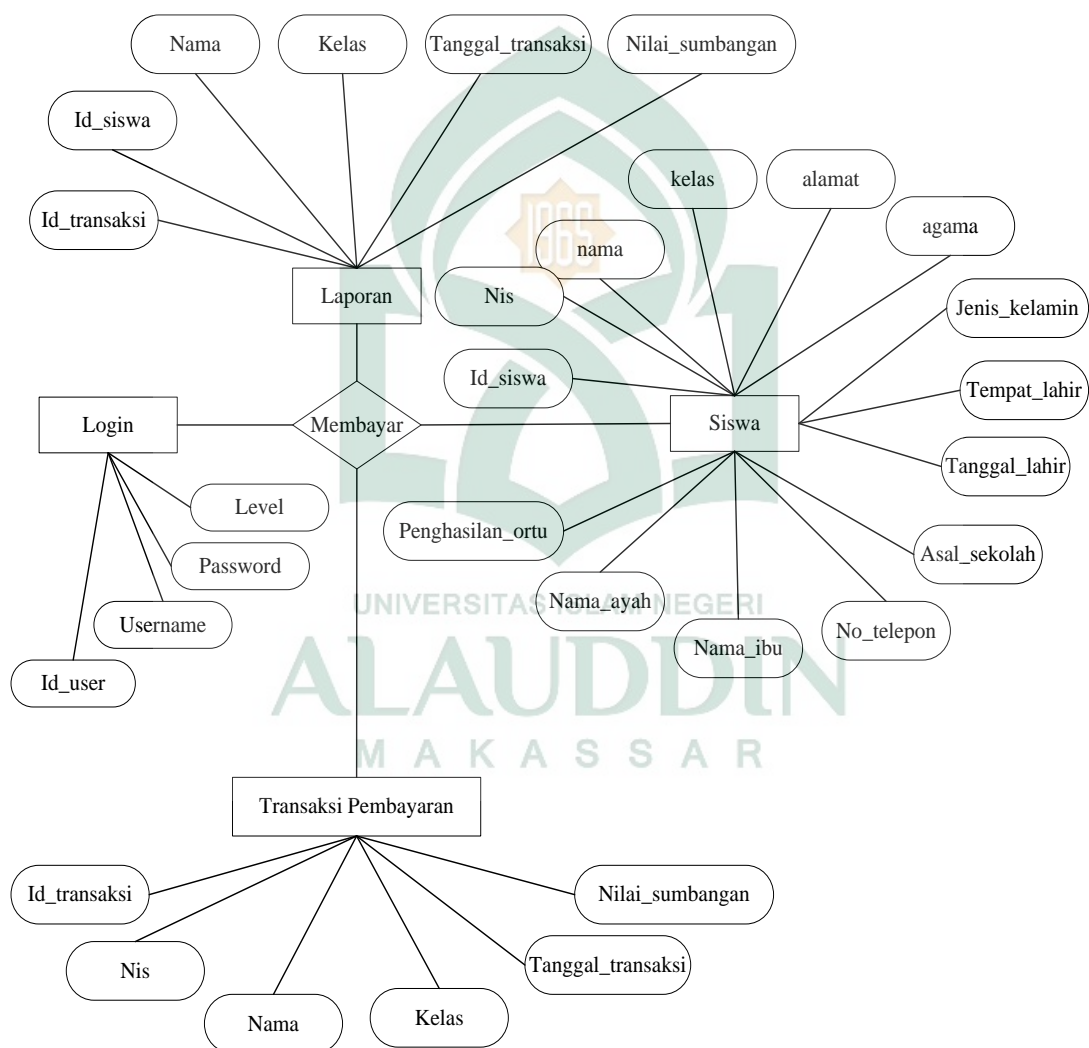 Nama
Kelas
Tanggal_transaksi
Nilai_sumbangan
Id_siswa
Id_transaksi
Laporan
1965
kelas
alamat
agama
nama
Nis
Jenis_kelamin
Id_siswa
Tempat_lahir
Login
Membayar
Siswa
Tanggal_lahir
Level
Penghasilan_ortu
Asal_sekolah
Password
Nama_ayah
UNIVERSITAS ISLAM NEGERI
Username
Nama_ibu
No_telepon
Id_user
ALAUDDIN
MAKASSAR
Transaksi Pembayaran
Id_transaksi
Nilai_sumbangan
Nis
Tanggal_transaksi
Nama
Kelas